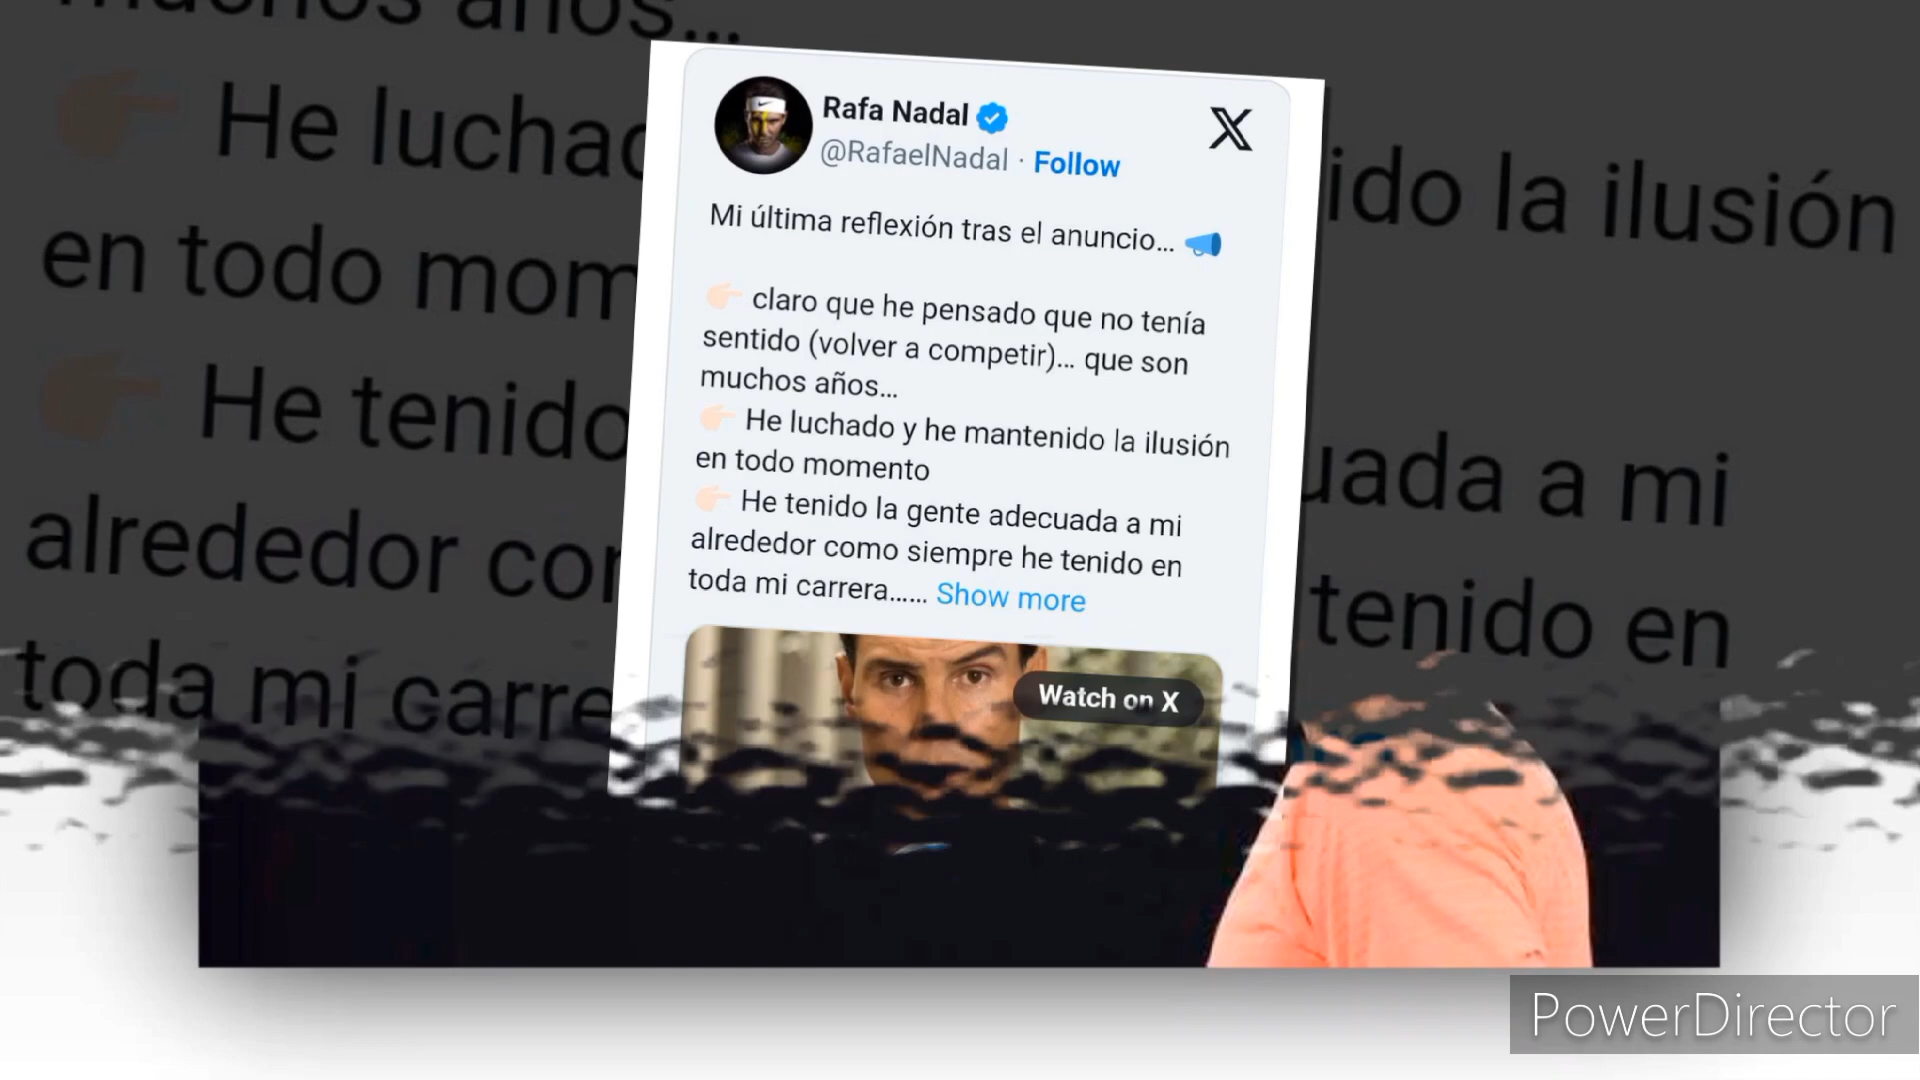 muchos años...
He luchad
ido la ilusión
en todo mom
He tenido
uada a mi
alrededor con
tenido en
toda mi carre
Rafa Nadal
@RafaelNadal · Follow
Mi última reflexión tras el anuncio...
claro que he pensado que no tenía
sentido (volver a competir)... que son
muchos años...
He luchado y he mantenido la ilusión
en todo momento
He tenido la gente adecuada a mi
alrededor como siempre he tenido en
toda mi carrera...... Show more
Watch on X
PowerDirector